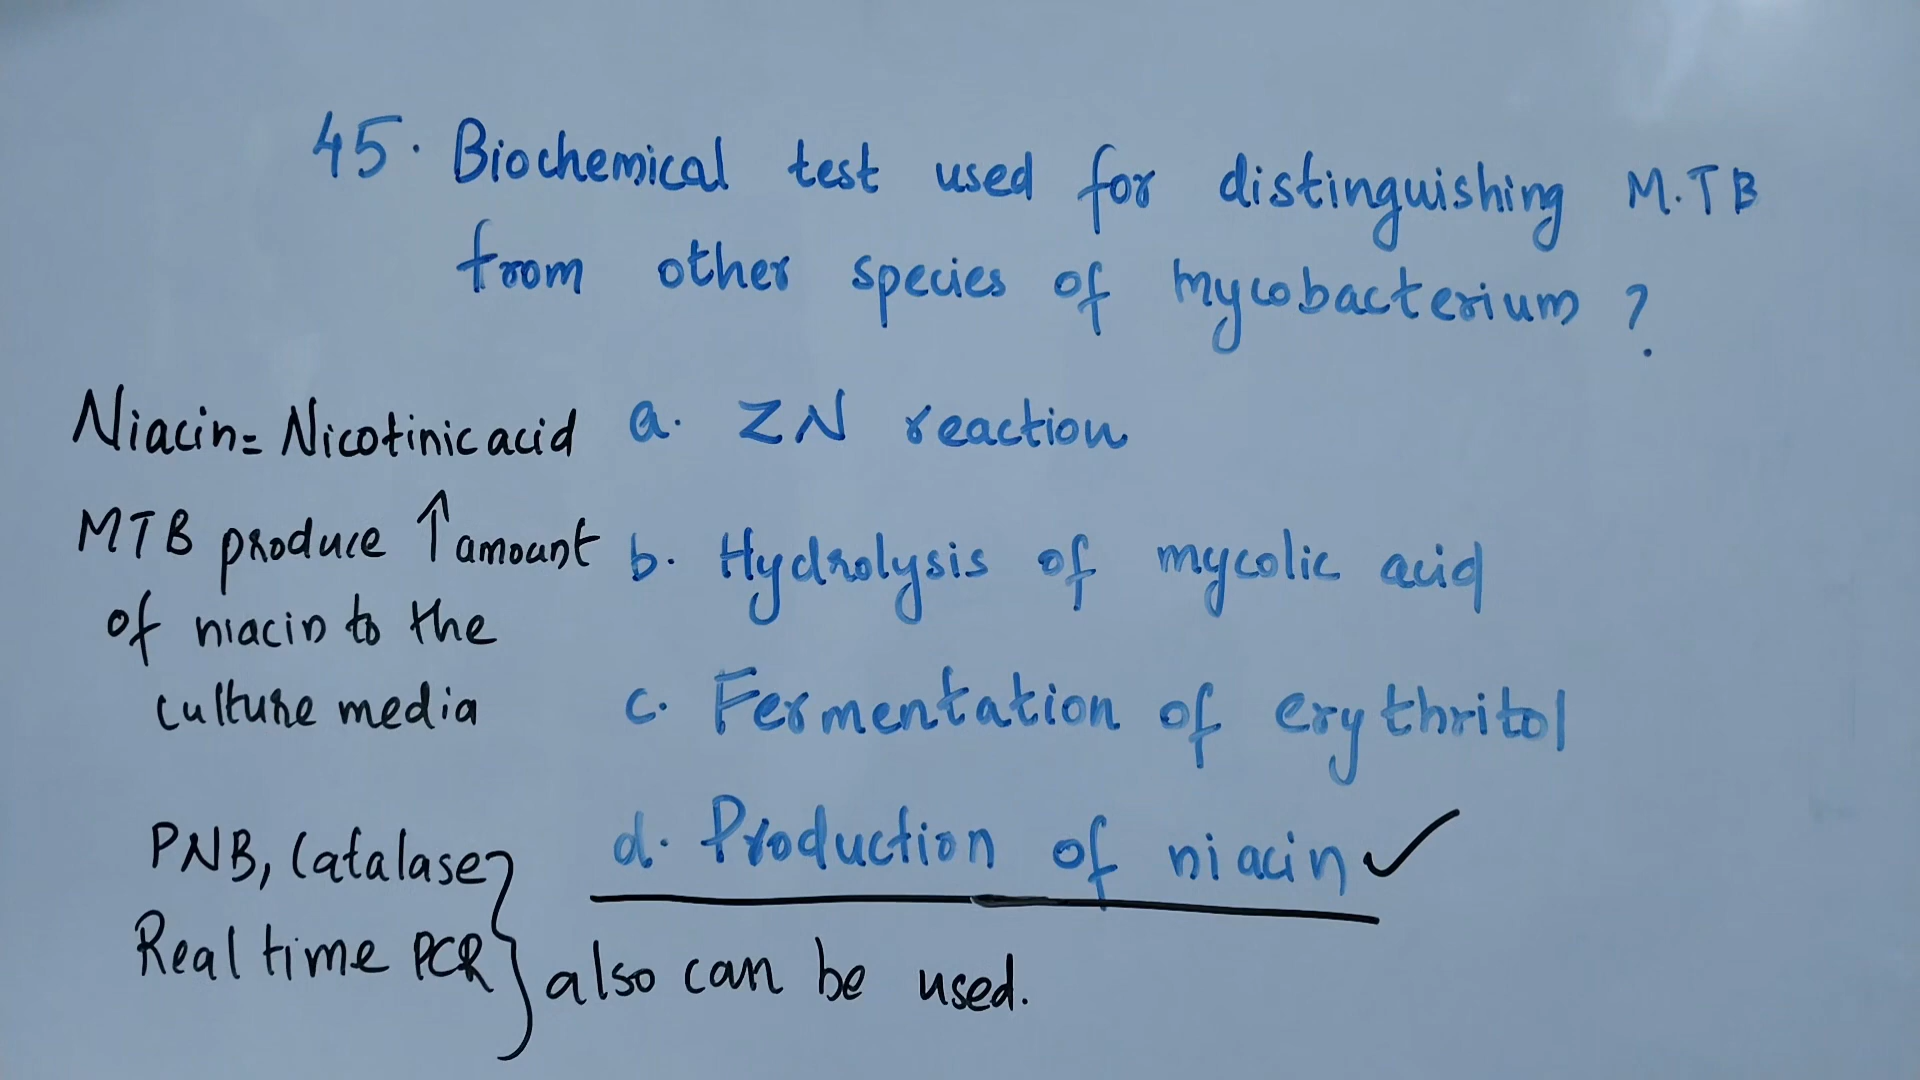 45. Biochemical test used for distinguishing M.TB
from other species of mycobacterium ?
Niacin = Nicotinic acid
MTB produce ↑ amount
of niacin to the
culture media
PNB, Catalase
Real time PCR } also can be used.
a. ZN reaction
b. Hydrolysis of mycolic acid
c. Fermentation of erythritol
d. Production of niacin ✓